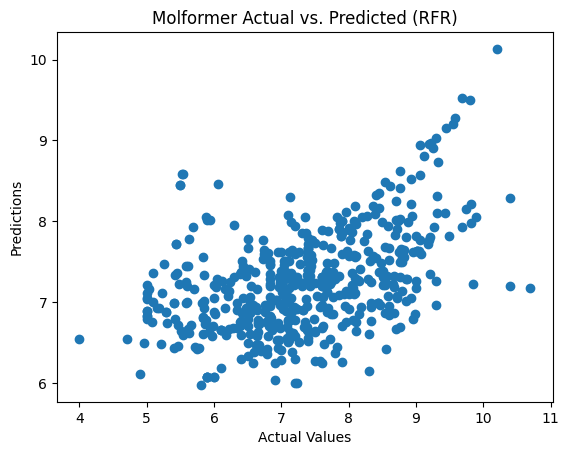 Molformer Actual vs. Predicted (RFR)
Predictions
10
9
8
7
6
4 5 6 7 8 9 10 11
Actual Values